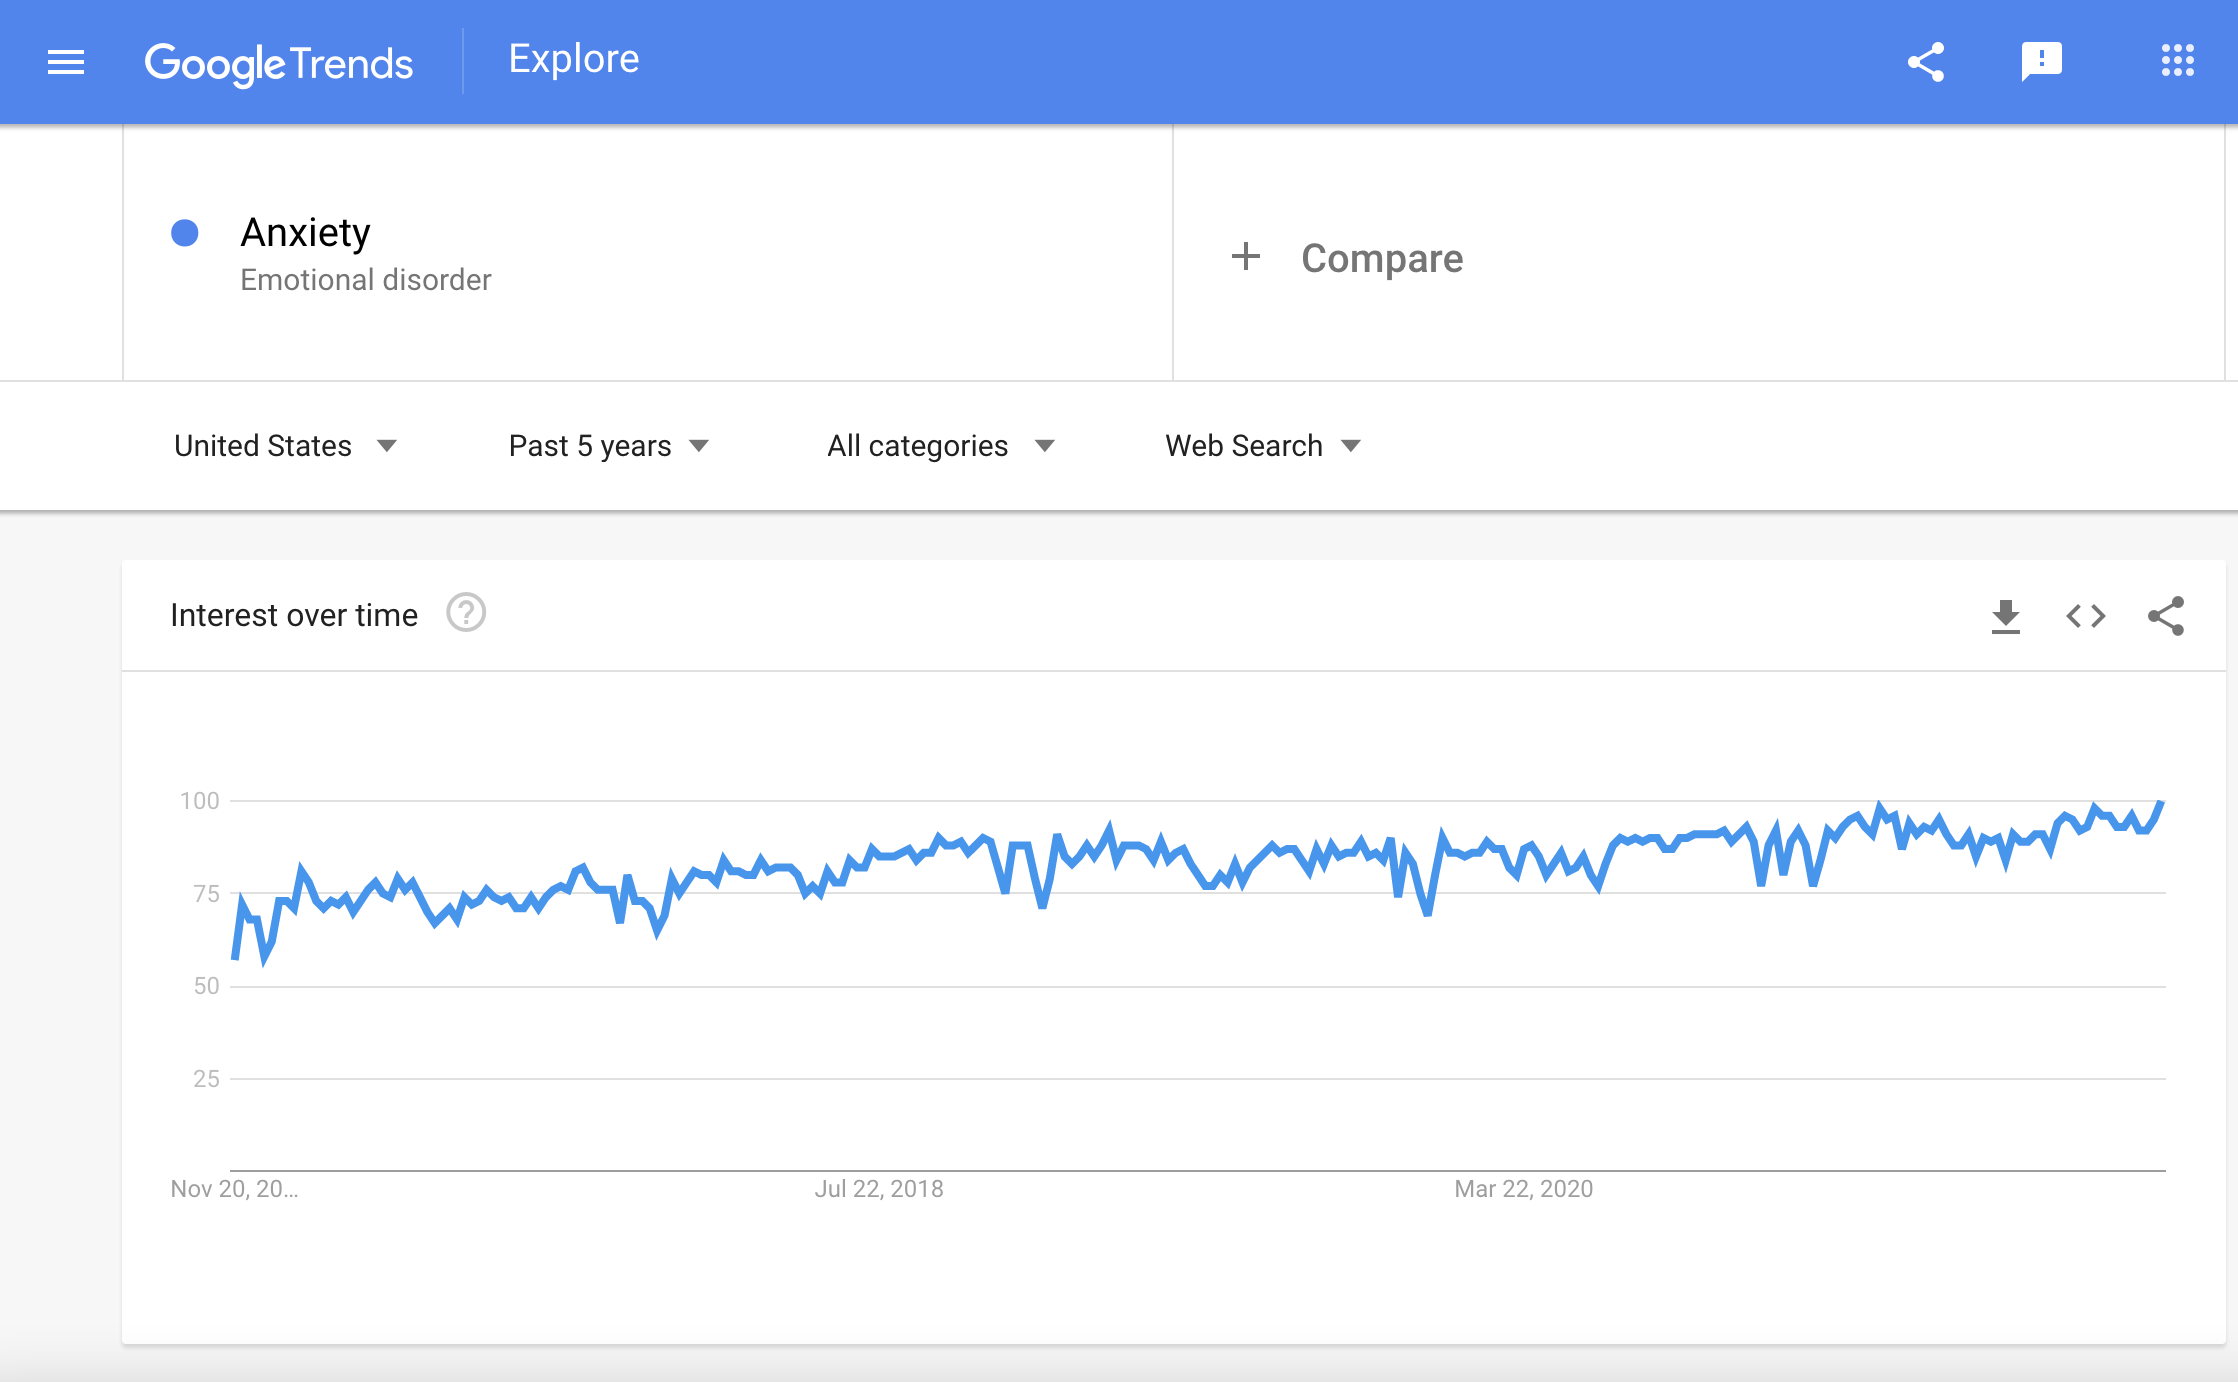 Google Trends Explore
Anxiety
Emotional disorder
+ Compare
United States Past 5 years All categories Web Search
Interest over time ?
100
75
50
25
Nov 20, 20... Jul 22, 2018 Mar 22, 2020